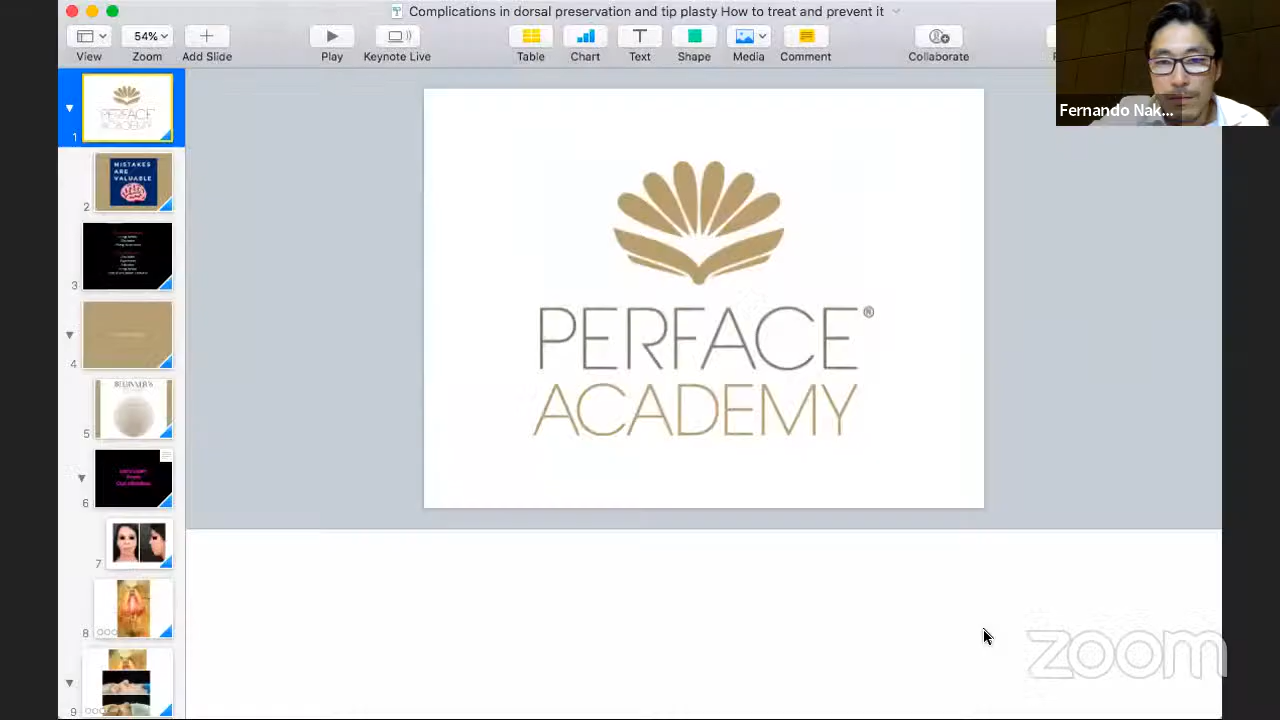 Complications in dorsal preservation and tip plasty How to treat and prevent it
54%
View
Zoom
Add Slide
Play
Keynote Live
Table
Chart
Text
Shape
Media
Comment
Collaborate
Fernando Nak...
1
PERFACE
ACADEMY
MISTAKES
ARE
VALUABLE
2
3
4
BEGINNER'S
5
6
7
8
9
PERFACE®
ACADEMY
zoom